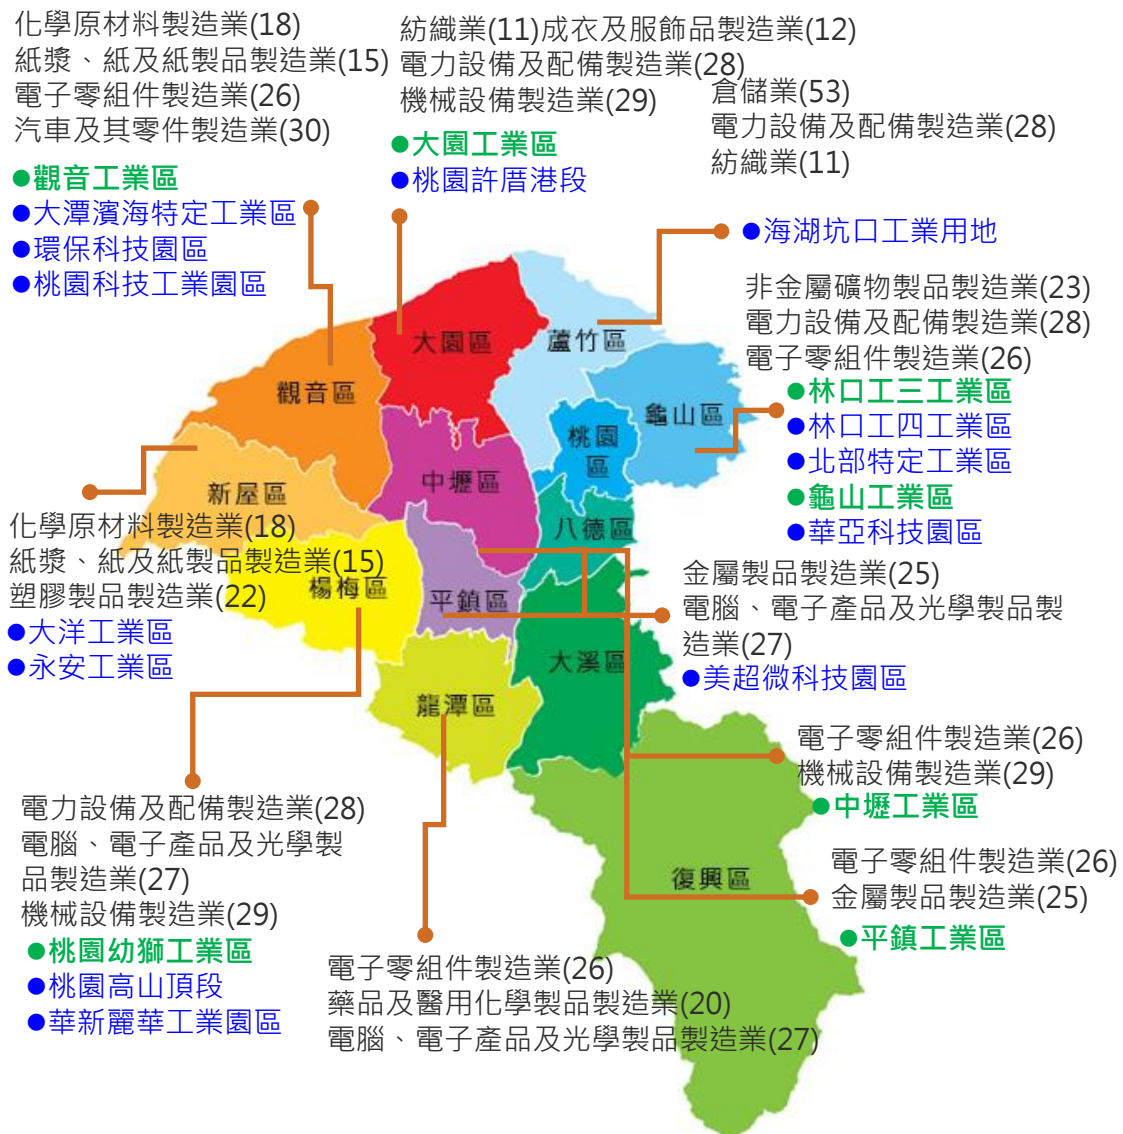 化學原材料製造業(18)
紙漿、紙及紙製品製造業(15)
電子零組件製造業(26)
汽車及其零件製造業(30)
●觀音工業區
●大潭濱海特定工業區
●環保科技園區
●桃園科技工業園區
紡織業(11)成衣及服飾品製造業(12)
電力設備及配備製造業(28)
機械設備製造業(29)
●大園工業區
●桃園許厝港段
倉儲業(53)
電力設備及配備製造業(28)
紡織業(11)
●海湖坑口工業用地
非金屬礦物製品製造業(23)
電力設備及配備製造業(28)
電子零組件製造業(26)
●林口工三工業區
●林口工四工業區
●北部特定工業區
●龜山工業區
●華亞科技園區
大園區
蘆竹區
觀音區
龜山區
桃園
區
新屋區
中壢區
八德區
楊梅區
平鎮區
大溪區
龍潭區
復興區
化學原材料製造業(18)
紙漿、紙及紙製品製造業(15)
塑膠製品製造業(22)
●大洋工業區
●永安工業區
金屬製品製造業(25)
電腦、電子產品及光學製品製
造業(27)
●美超微科技園區
電子零組件製造業(26)
機械設備製造業(29)
●中壢工業區
電子零組件製造業(26)
金屬製品製造業(25)
●平鎮工業區
電力設備及配備製造業(28)
電腦、電子產品及光學製
品製造業(27)
機械設備製造業(29)
●桃園幼獅工業區
●桃園高山頂段
●華新麗華工業園區
電子零組件製造業(26)
藥品及醫用化學製品製造業(20)
電腦、電子產品及光學製品製造業(27)